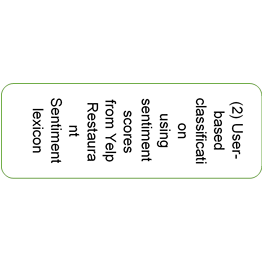 (2) User-
based
classificati
on
using
sentiment
scores
from Yelp
Restaura
nt
Sentiment
lexicon